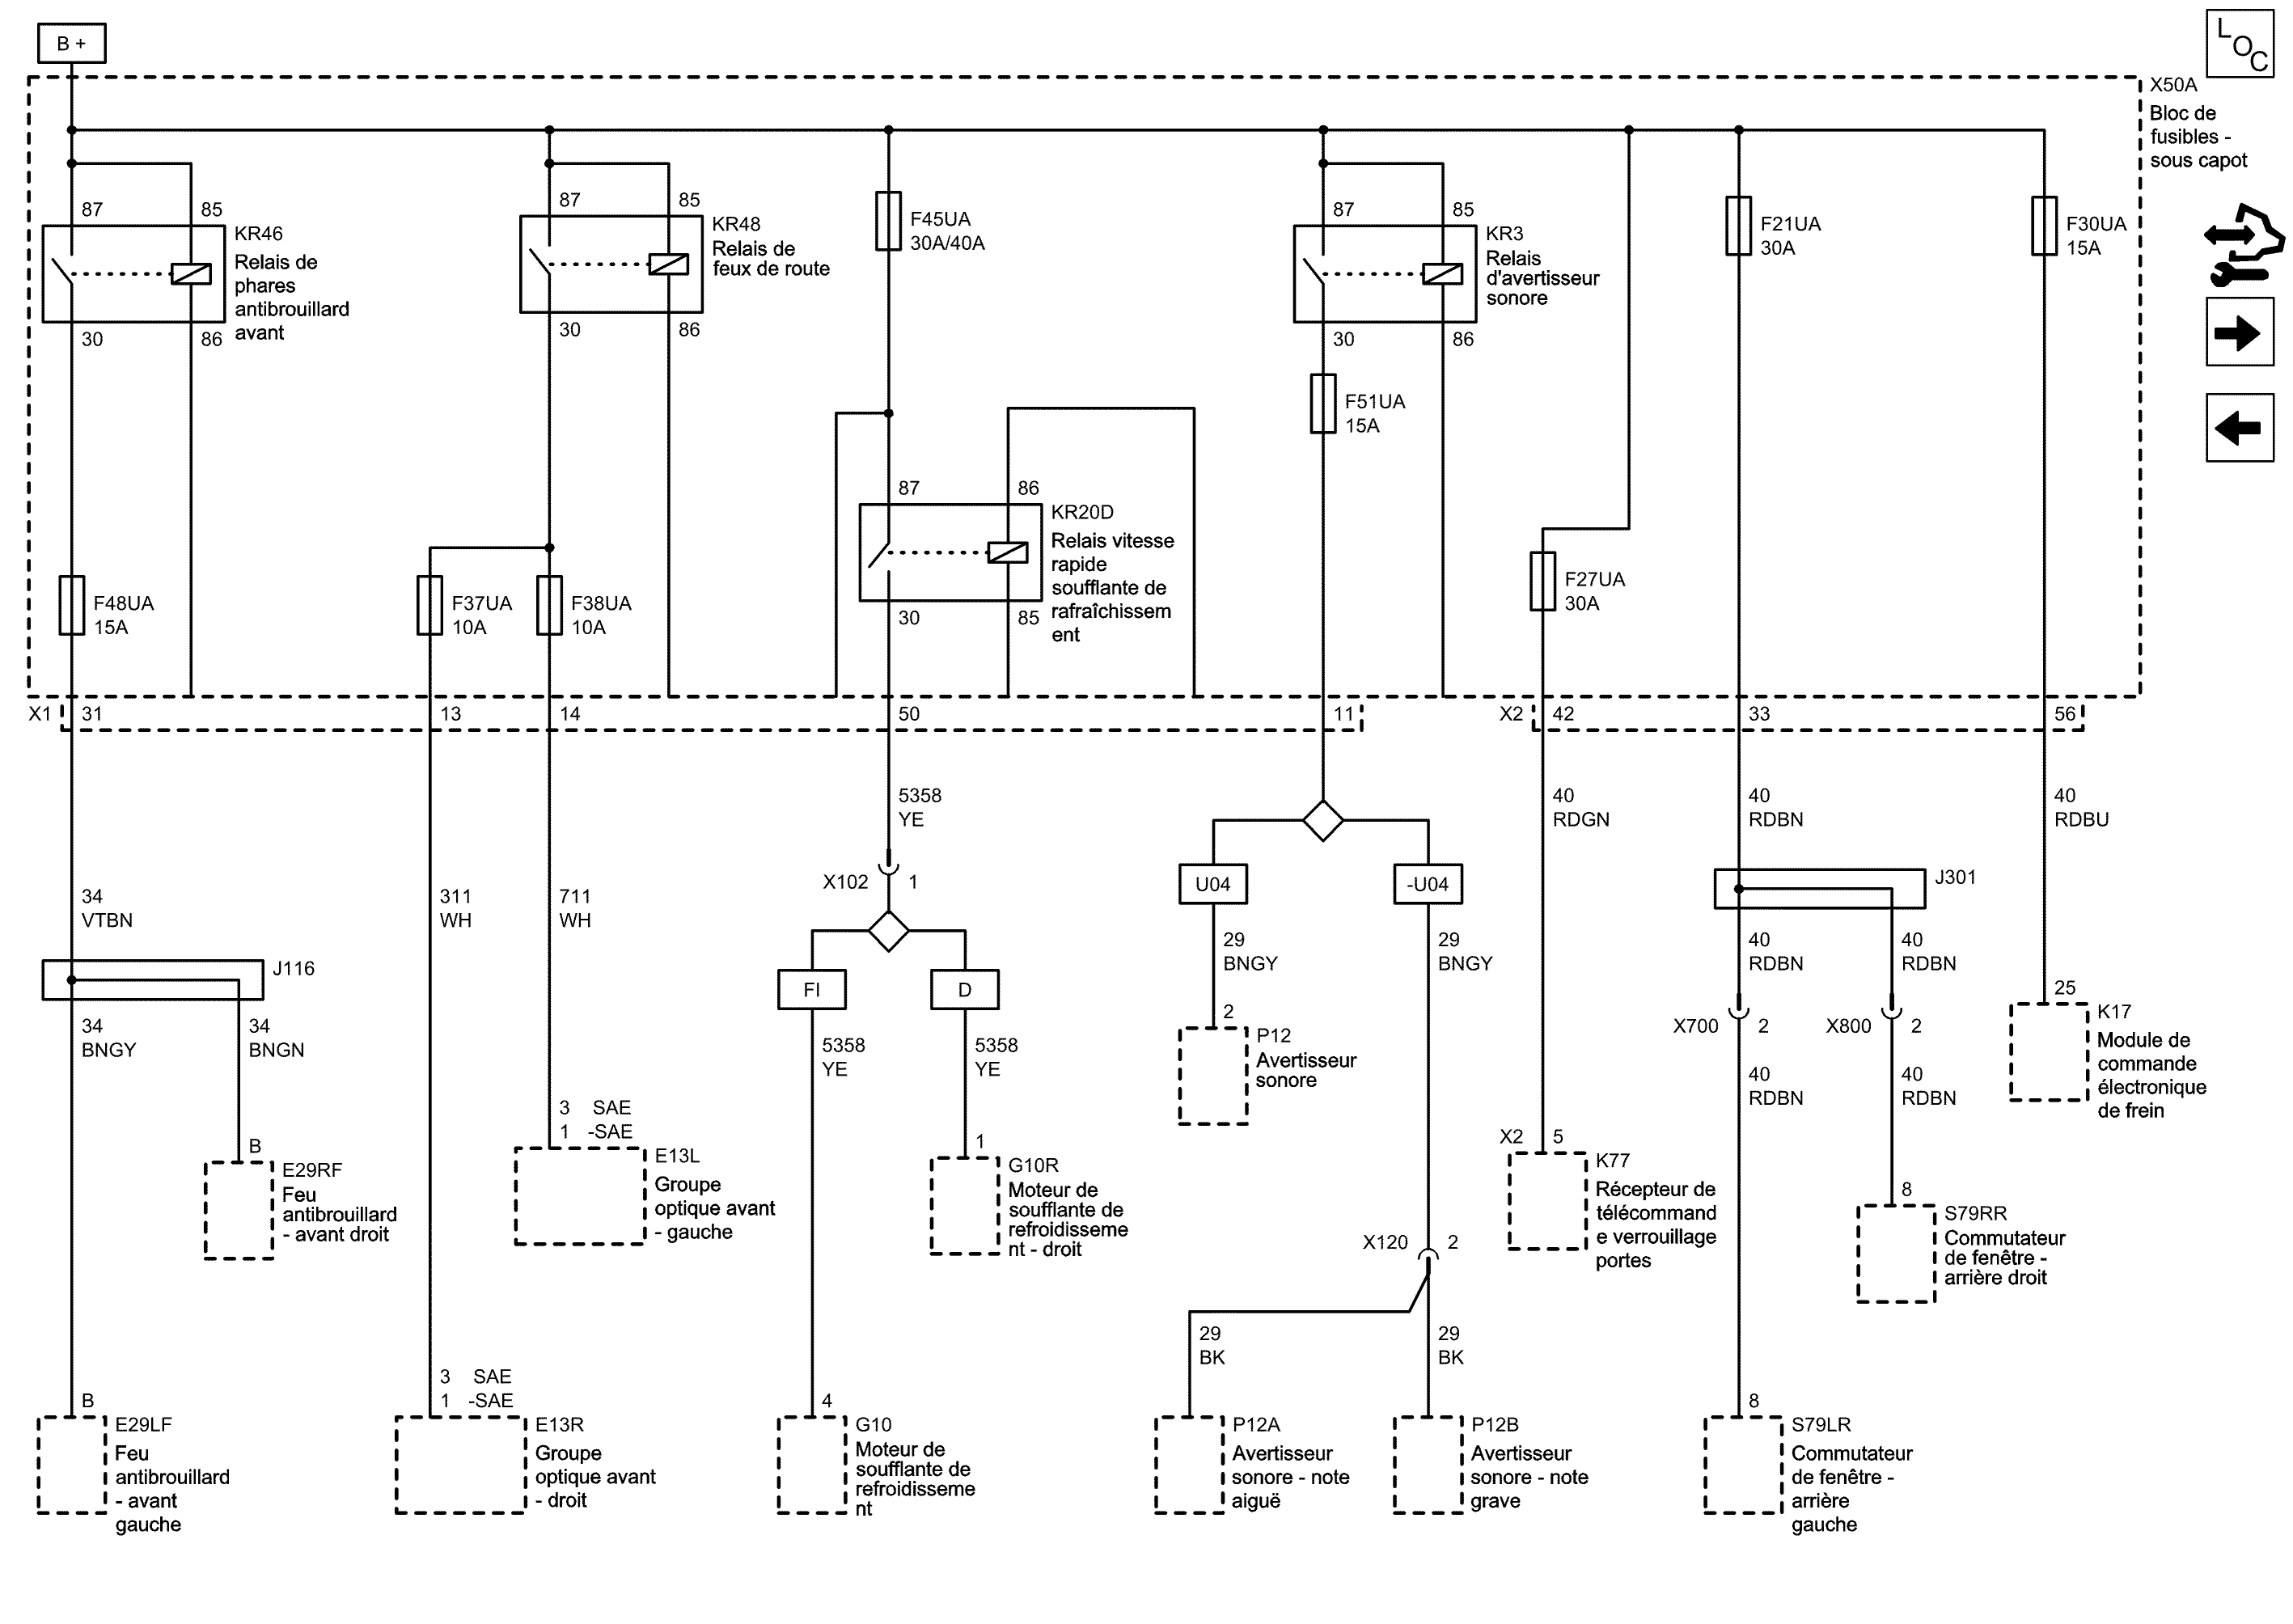 B +
L
O
C
X50A
Bloc de
fusibles -
sous capot
87
85
KR46
Relais de
phares
antibrouillard
avant
30
86
87
85
KR48
Relais de
feux de route
30
86
F45UA
30A/40A
87
85
KR3
Relais
d'avertisseur
sonore
30
86
F51UA
15A
F21UA
30A
F30UA
15A
87
86
KR20D
Relais vitesse
rapide
soufflante de
rafraîchissem
ent
30
85
F48UA
15A
F37UA
10A
F38UA
10A
F27UA
30A
X1
31
13
14
50
11
X2
42
33
56
5358
YE
40
RDGN
40
RDBN
40
RDBU
34
VTBN
311
WH
711
WH
X102
1
U04
-U04
J301
J116
FI
D
29
BNGY
29
BNGY
40
RDBN
40
RDBN
34
BNGY
34
BNGN
5358
YE
5358
YE
2
P12
Avertisseur
sonore
X700
2
X800
2
25
K17
Module de
commande
électronique
de frein
40
RDBN
40
RDBN
B
E29RF
Feu
antibrouillard
- avant droit
3 SAE
1 -SAE
E13L
Groupe
optique avant
- gauche
1
G10R
Moteur de
soufflante de
refroidisseme
nt - droit
X2
5
K77
Récepteur de
télécommand
e verrouillage
portes
8
S79RR
Commutateur
de fenêtre -
arrière droit
X120
2
29
BK
29
BK
B
E29LF
Feu
antibrouillard
- avant
gauche
3 SAE
1 -SAE
E13R
Groupe
optique avant
- droit
4
G10
Moteur de
soufflante de
refroidisseme
nt
P12A
Avertisseur
sonore - note
aiguë
P12B
Avertisseur
sonore - note
grave
8
S79LR
Commutateur
de fenêtre -
arrière
gauche